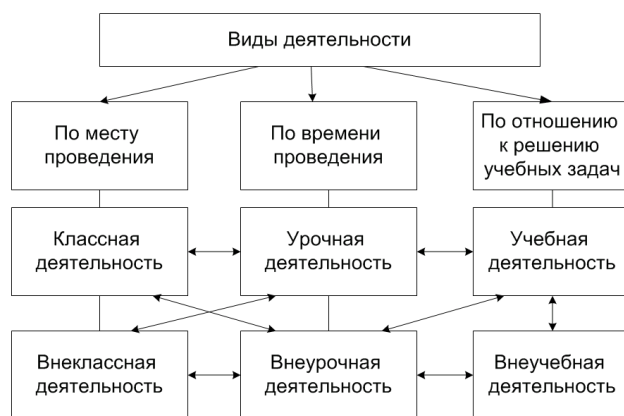 Виды деятельности
По месту
проведения
По времени
проведения
По отношению
к решению
учебных задач
Классная
деятельность
Урочная
деятельность
Учебная
деятельность
Внеклассная
деятельность
Внеурочная
деятельность
Внеучебная
деятельность